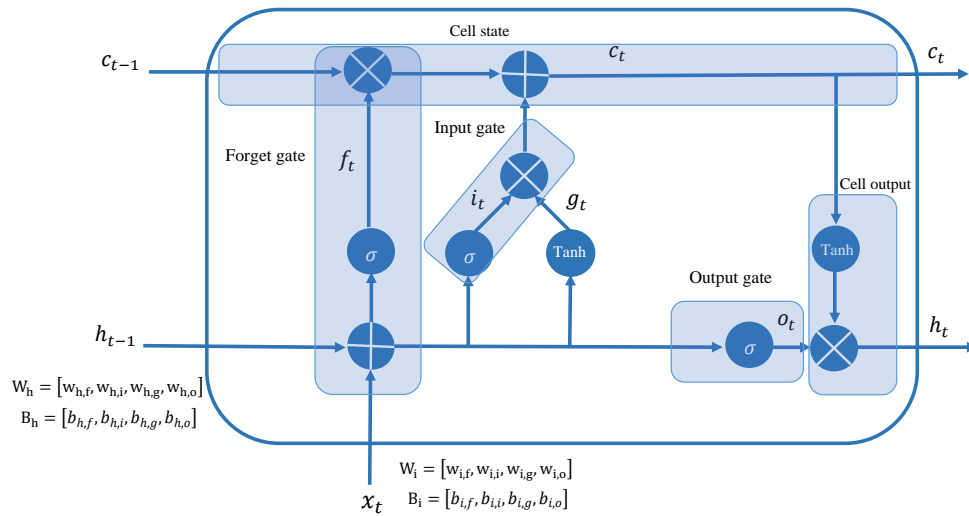 Cell state
c_{t−1}
c_t
c_t
Input gate
Forget gate
f_t
i_t
g_t
Cell output
σ
σ
Tanh
Tanh
Output gate
o_t
σ
h_{t−1}
h_t
W_h = [w_{h,f}, w_{h,i}, w_{h,g}, w_{h,o}]
B_h = [b_{h,f}, b_{h,i}, b_{h,g}, b_{h,o}]
W_i = [w_{i,f}, w_{i,i}, w_{i,g}, w_{i,o}]
B_i = [b_{i,f}, b_{i,i}, b_{i,g}, b_{i,o}]
x_t